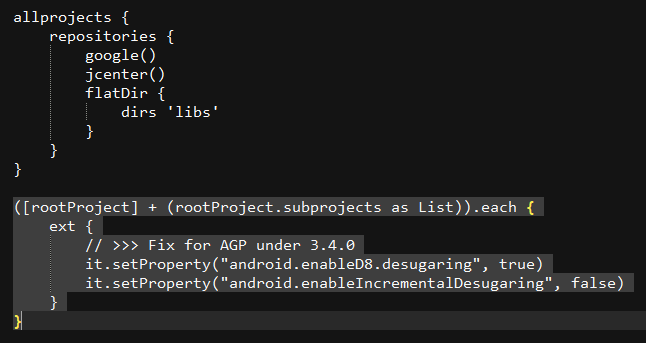 allprojects {
    repositories {
        google()
        jcenter()
        flatDir {
            dirs 'libs'
        }
    }
}
([rootProject] + (rootProject.subprojects as List)).each {
    ext {
        // >>> Fix for AGP under 3.4.0
        it.setProperty("android.enableD8.desugaring", true)
        it.setProperty("android.enableIncrementalDesugaring", false)
    }
}